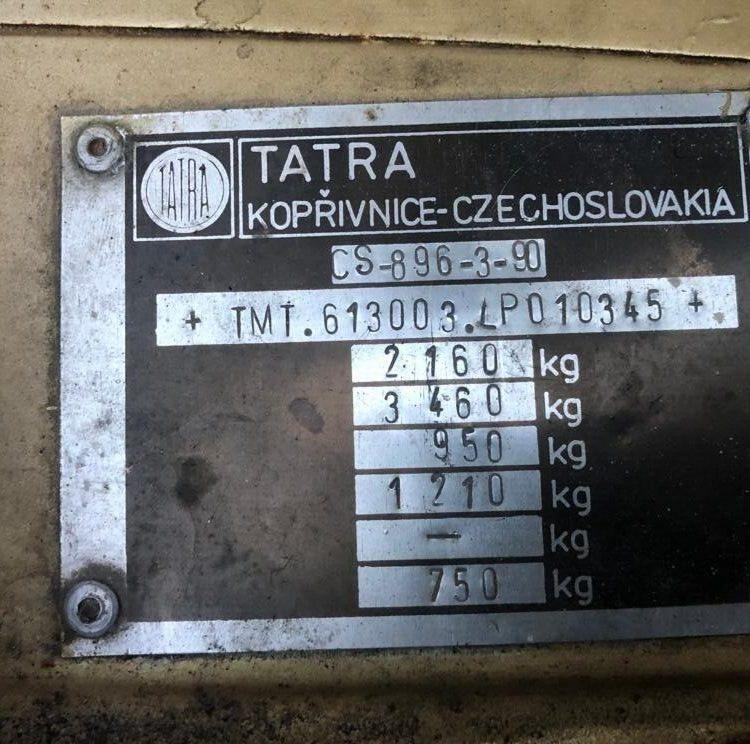 TATRA
TATRA
KOPŘIVNICE-CZECHOSLOVAKIA
CS-896-3-90
+ TMT.613003.LP010345 +
2 160 kg
3 460 kg
950 kg
1 210 kg
– kg
750 kg